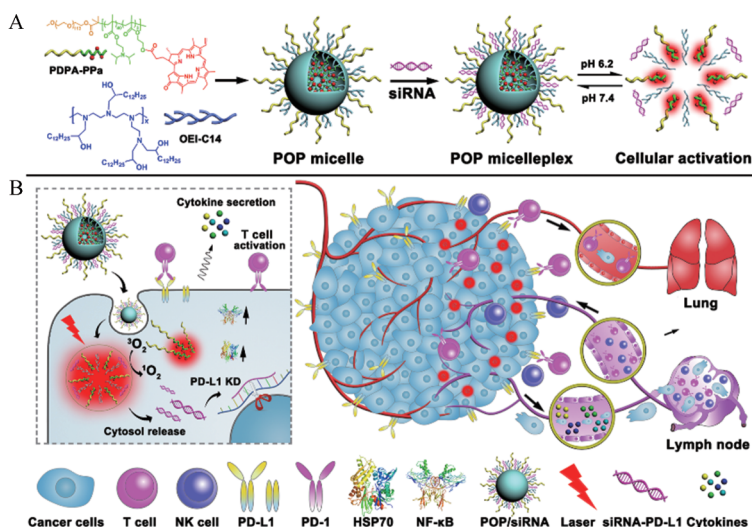 A
PDPA-PPa
OEI-C14
POP micelle
siRNA
POP micelleplex
pH 6.2
pH 7.4
Cellular activation
B
Cytokine secretion
T cell
activation
³O₂
¹O₂
PD-L1 KD
Cytosol release
Lung
Lymph node
Cancer cells
T cell
NK cell
PD-L1
PD-1
HSP70
NF-κB
POP/siRNA
Laser
siRNA-PD-L1
Cytokines